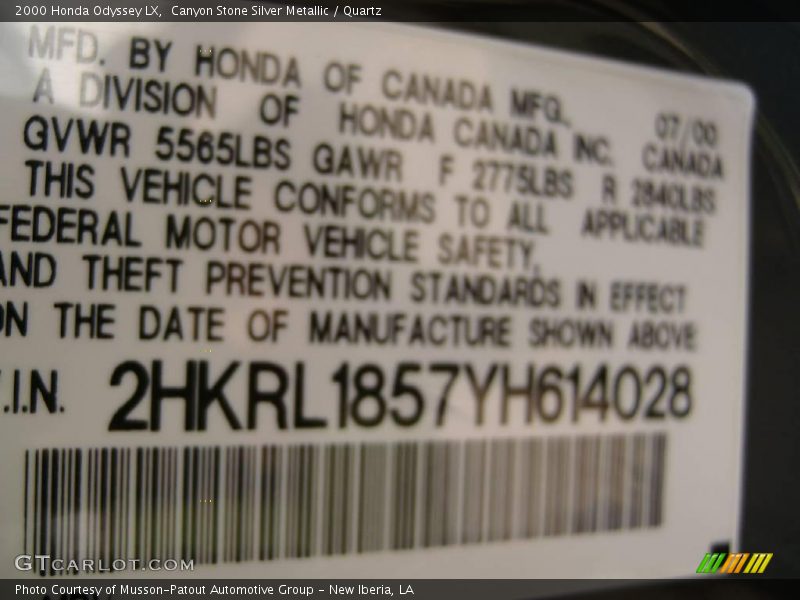 2000 Honda Odyssey LX, Canyon Stone Silver Metallic / Quartz
MFD. BY HONDA OF CANADA MFG., 07/00
A DIVISION OF HONDA CANADA INC. CANADA
GVWR 5565LBS GAWR F 2775LBS R 2840LBS
THIS VEHICLE CONFORMS TO ALL APPLICABLE
FEDERAL MOTOR VEHICLE SAFETY,
AND THEFT PREVENTION STANDARDS IN EFFECT
ON THE DATE OF MANUFACTURE SHOWN ABOVE
V.I.N. 2HKRL1857YH614028
GTcarlot.com
Photo Courtesy of Musson-Patout Automotive Group - New Iberia, LA